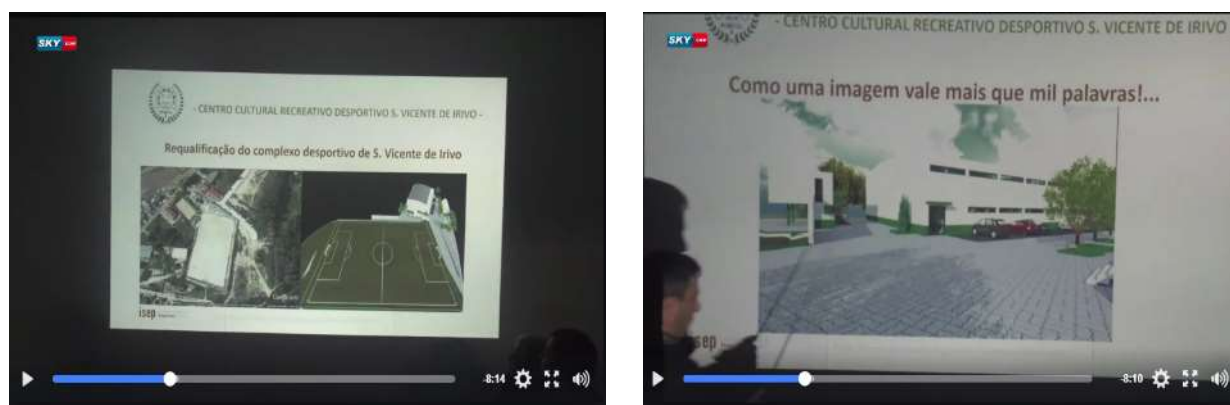 SKY
- CENTRO CULTURAL RECREATIVO DESPORTIVO S. VICENTE DE IRIVO -
Requalificação do complexo desportivo de S. Vicente de Irivo
isep
-8:14
SKY
- CENTRO CULTURAL RECREATIVO DESPORTIVO S. VICENTE DE IRIVO
Como uma imagem vale mais que mil palavras!...
sep
-8:10